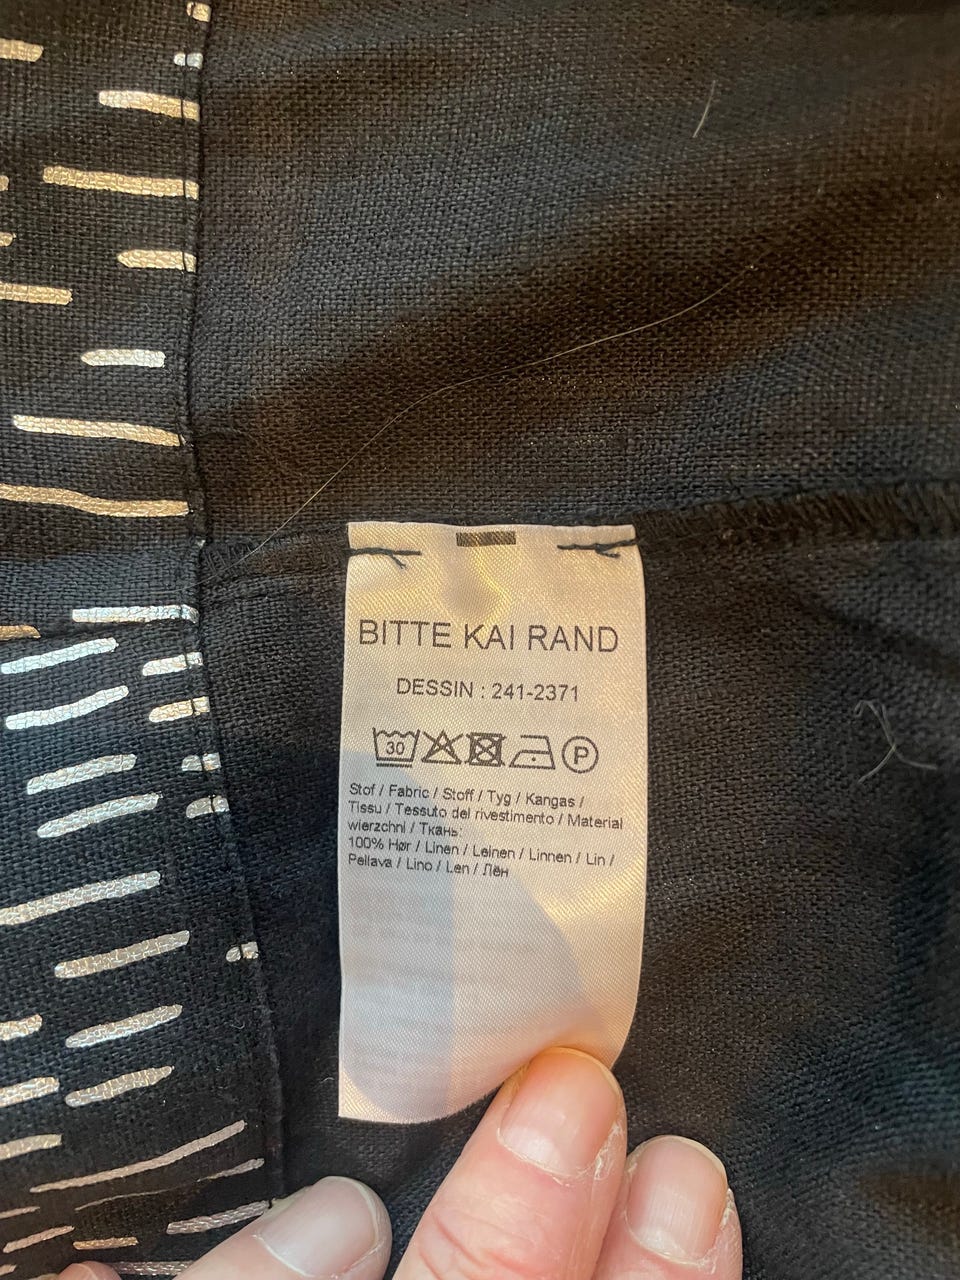 BITTE KAI RAND
DESSIN : 241-2371
30 P
Stof / Fabric / Stoff / Tyg / Kangas /
Tissu / Tessuto del rivestimento / Material
wierzchni / Ткань:
100% Hør / Linen / Leinen / Linnen / Lin /
Pellava / Lino / Len / Лён